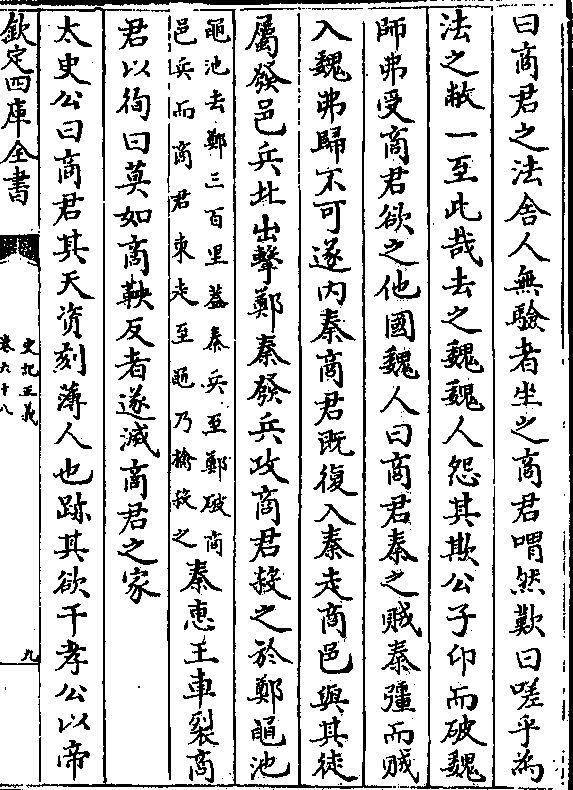 曰商君之法舍人無驗者坐之商君喟然歎曰嗟乎為
法之敝一至此哉去之魏魏人怨其欺公子卬而破魏
師弗受商君欲之他國魏人曰商君秦之賊秦彊而賊
入魏弗歸不可遂内秦商君既復入秦走商邑與其徒
屬發邑兵北出擊鄭秦發兵攻商君殺之於鄭黽池
黽池去鄭三百里蓋秦兵至鄭破商
邑兵而商君東走至黽乃擒殺之
秦惠王車裂商
君以徇曰莫如商鞅反者遂滅商君之家
太史公曰商君其天資刻薄人也跡其欲干孝公以帝
欽定四庫全書
史記正義
卷六十八
九